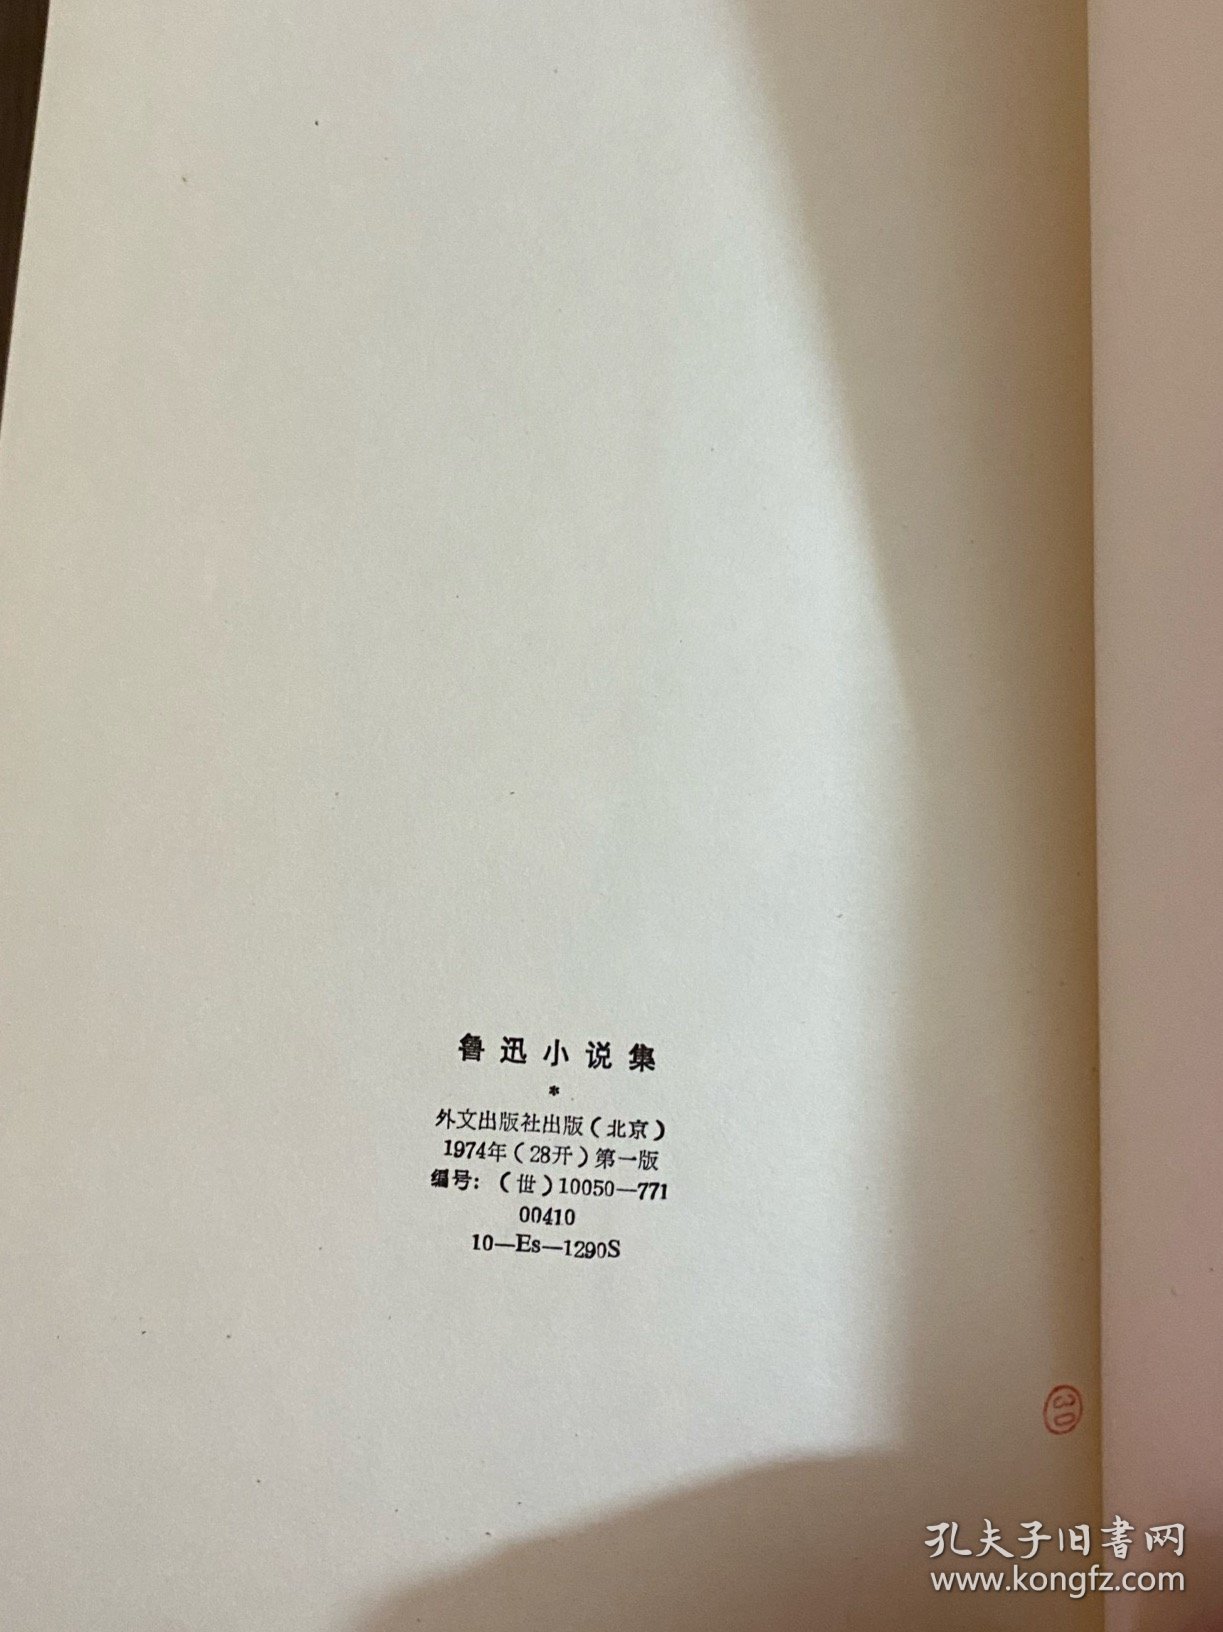 鲁迅小说集
*
外文出版社出版（北京）
1974年（28开）第一版
编号：（世）10050—771
00410
10—Es—1290S
30
孔夫子旧書网
www.kongfz.com